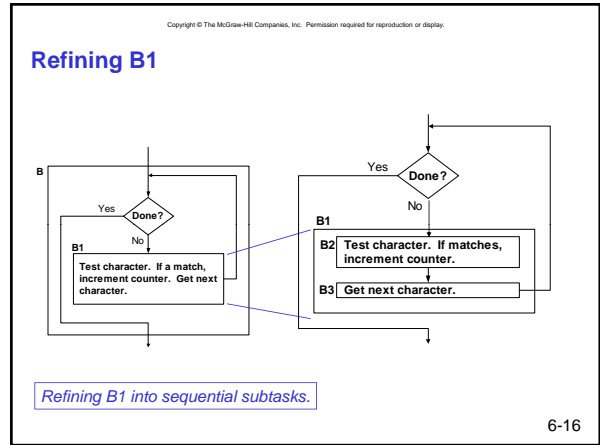 Copyright © The McGraw-Hill Companies, Inc. Permission required for reproduction or display.
Refining B1
B
Yes
Done?
No
B1
Test character. If a match,
increment counter. Get next
character.
Yes
Done?
No
B1
B2
Test character. If matches,
increment counter.
B3
Get next character.
Refining B1 into sequential subtasks.
6-16